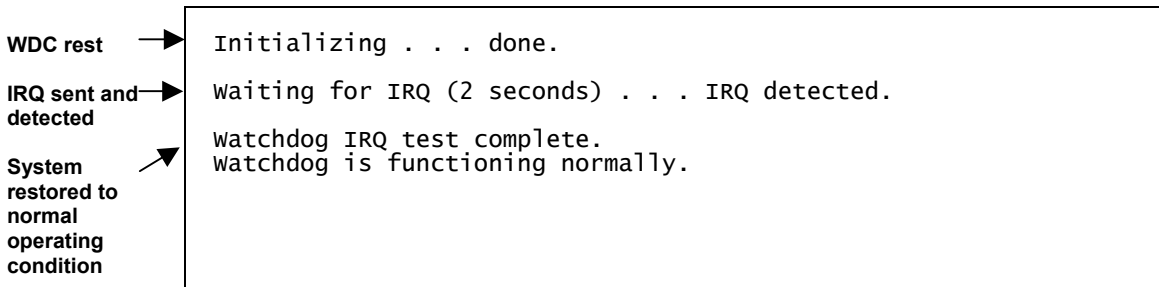 WDC rest
Initializing . . . done.
IRQ sent and
detected
Waiting for IRQ (2 seconds) . . . IRQ detected.
System
restored to
normal
operating
condition
Watchdog IRQ test complete.
Watchdog is functioning normally.